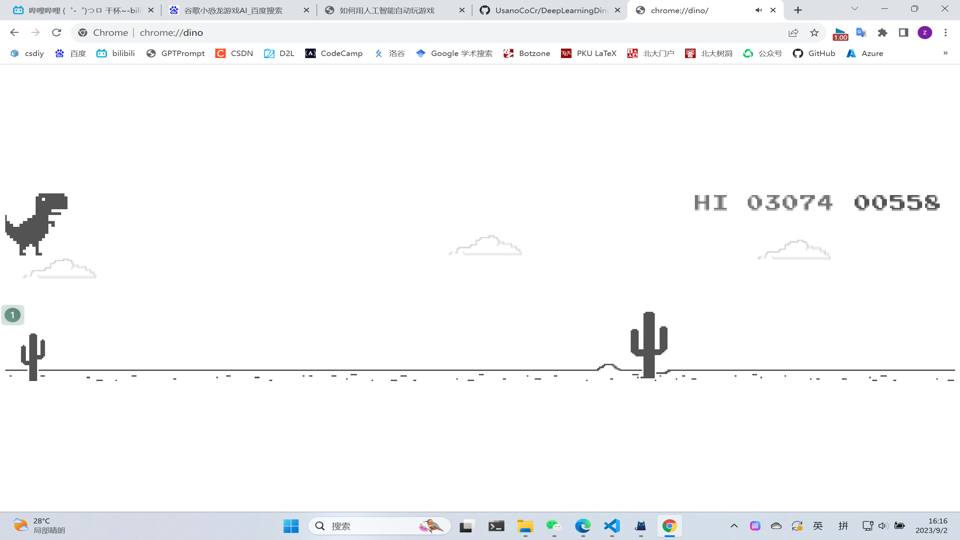 哔哩哔哩 (゜-゜)つロ 干杯~-bili
谷歌小恐龙游戏AI_百度搜索
如何用人工智能自动玩游戏
UsanoCoCr/DeepLearningDin
chrome://dino/
Chrome
chrome://dino
1.00
z
csdiy
百度
bilibili
GPTPrompt
CSDN
D2L
CodeCamp
洛谷
Google 学术搜索
Botzone
PKU LaTeX
北大门户
北大树洞
公众号
GitHub
Azure
»
HI 03074 00558
1
28°C
局部晴朗
搜索
英
拼
16:16
2023/9/2